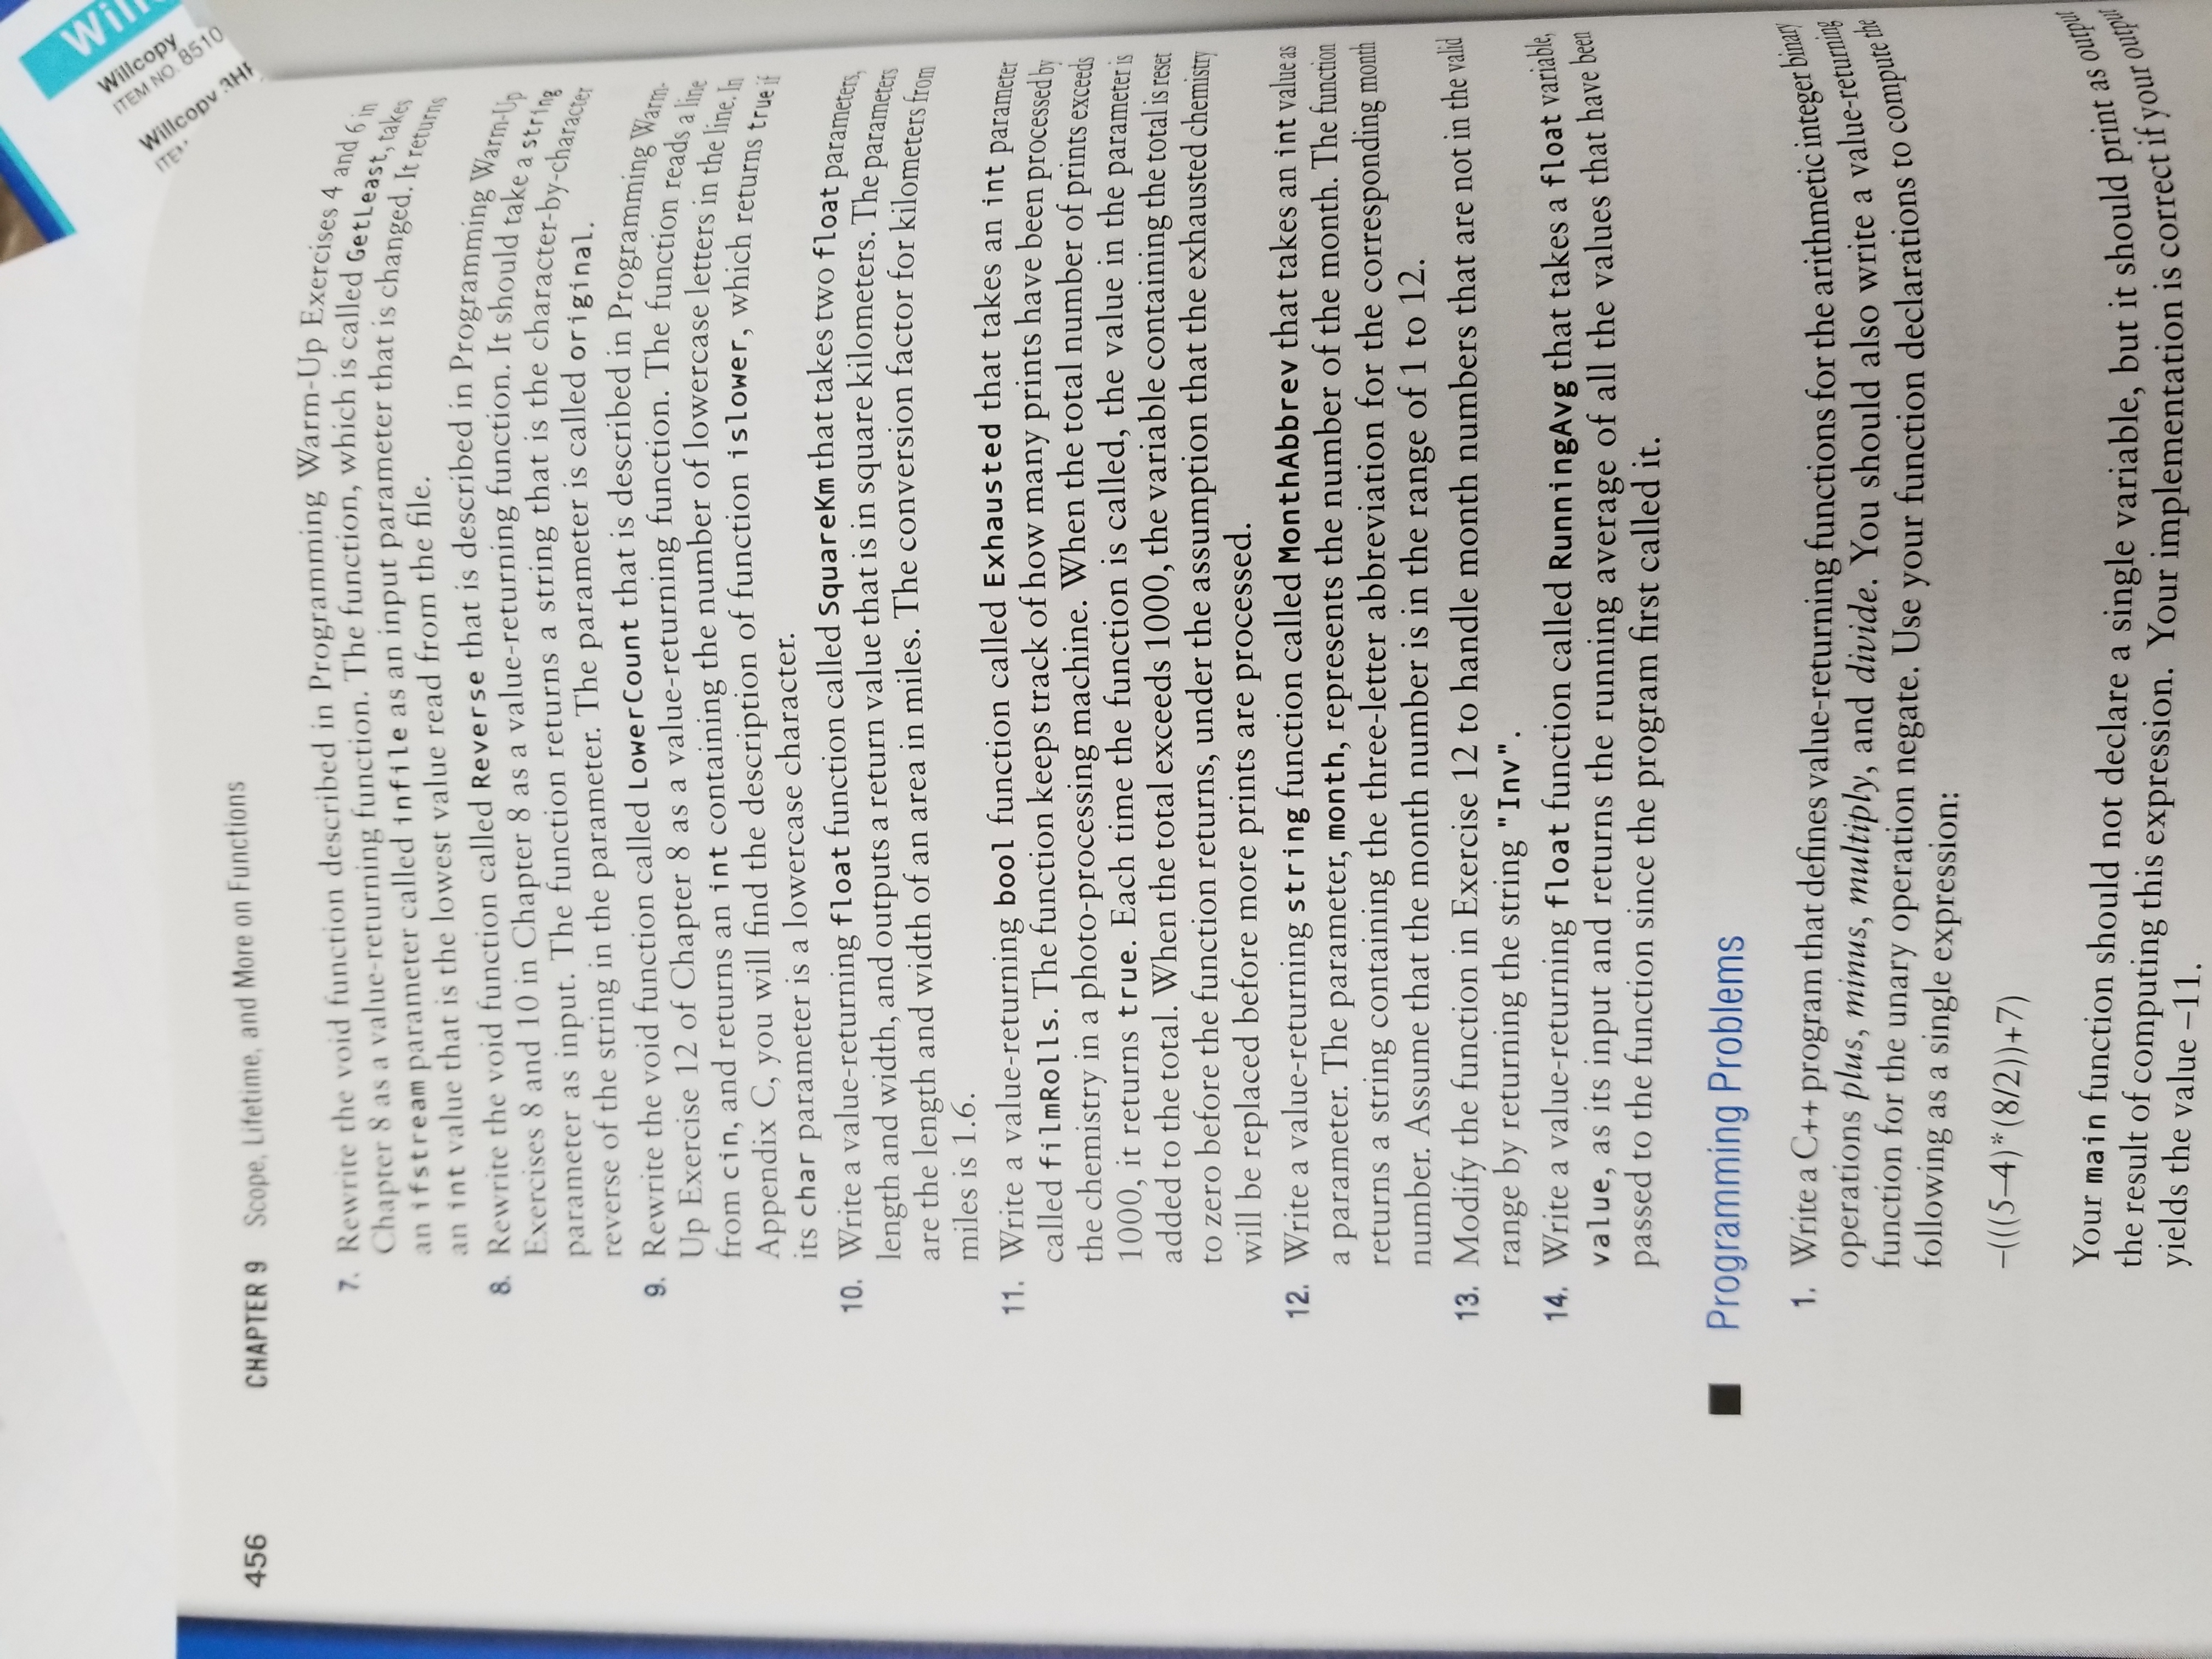 Will
Willcopy
ITEM NO. 8510
Willcopy
456 CHAPTER 9 Scope, Lifetime, and More on Functions
7. Rewrite the void function described in Programming Warm-Up Exercises 4 and 6 in
Chapter 8 as a value-returning function. The function, which is called GetLeast, takes
an ifstream parameter called infile as an input parameter that is changed. It returns
an int value that is the lowest value read from the file.
8. Rewrite the void function called Reverse that is described in Programming Warm-Up
Exercises 8 and 10 in Chapter 8 as a value-returning function. It should take a string
parameter as input. The function returns a string that is the character-by-character
reverse of the string in the parameter. The parameter is called original.
9. Rewrite the void function called LowerCount that is described in Programming Warm-
Up Exercise 12 of Chapter 8 as a value-returning function. The function reads a line
from cin, and returns an int containing the number of lowercase letters in the line. In
Appendix C, you will find the description of function islower, which returns true if
its char parameter is a lowercase character.
10. Write a value-returning float function called SquareKm that takes two float parameters,
length and width, and outputs a return value that is in square kilometers. The parameters
are the length and width of an area in miles. The conversion factor for kilometers from
miles is 1.6.
11. Write a value-returning bool function called Exhausted that takes an int parameter
called filmRolls. The function keeps track of how many prints have been processed by
the chemistry in a photo-processing machine. When the total number of prints exceeds
1000, it returns true. Each time the function is called, the value in the parameter is
added to the total. When the total exceeds 1000, the variable containing the total is reset
to zero before the function returns, under the assumption that the exhausted chemistry
will be replaced before more prints are processed.
12. Write a value-returning string function called MonthAbbrev that takes an int value as
a parameter. The parameter, month, represents the number of the month. The function
returns a string containing the three-letter abbreviation for the corresponding month
number. Assume that the month number is in the range of 1 to 12.
13. Modify the function in Exercise 12 to handle month numbers that are not in the valid
range by returning the string "Inv".
14. Write a value-returning float function called RunningAvg that takes a float variable,
value, as its input and returns the running average of all the values that have been
passed to the function since the program first called it.
Programming Problems
1. Write a C++ program that defines value-returning functions for the arithmetic integer binary
operations plus, minus, multiply, and divide. You should also write a value-returning
function for the unary operation negate. Use your function declarations to compute the
following as a single expression:
–(((5–4)*(8/2))+7)
Your main function should not declare a single variable, but it should print as output
the result of computing this expression. Your implementation is correct if your output
yields the value –11.